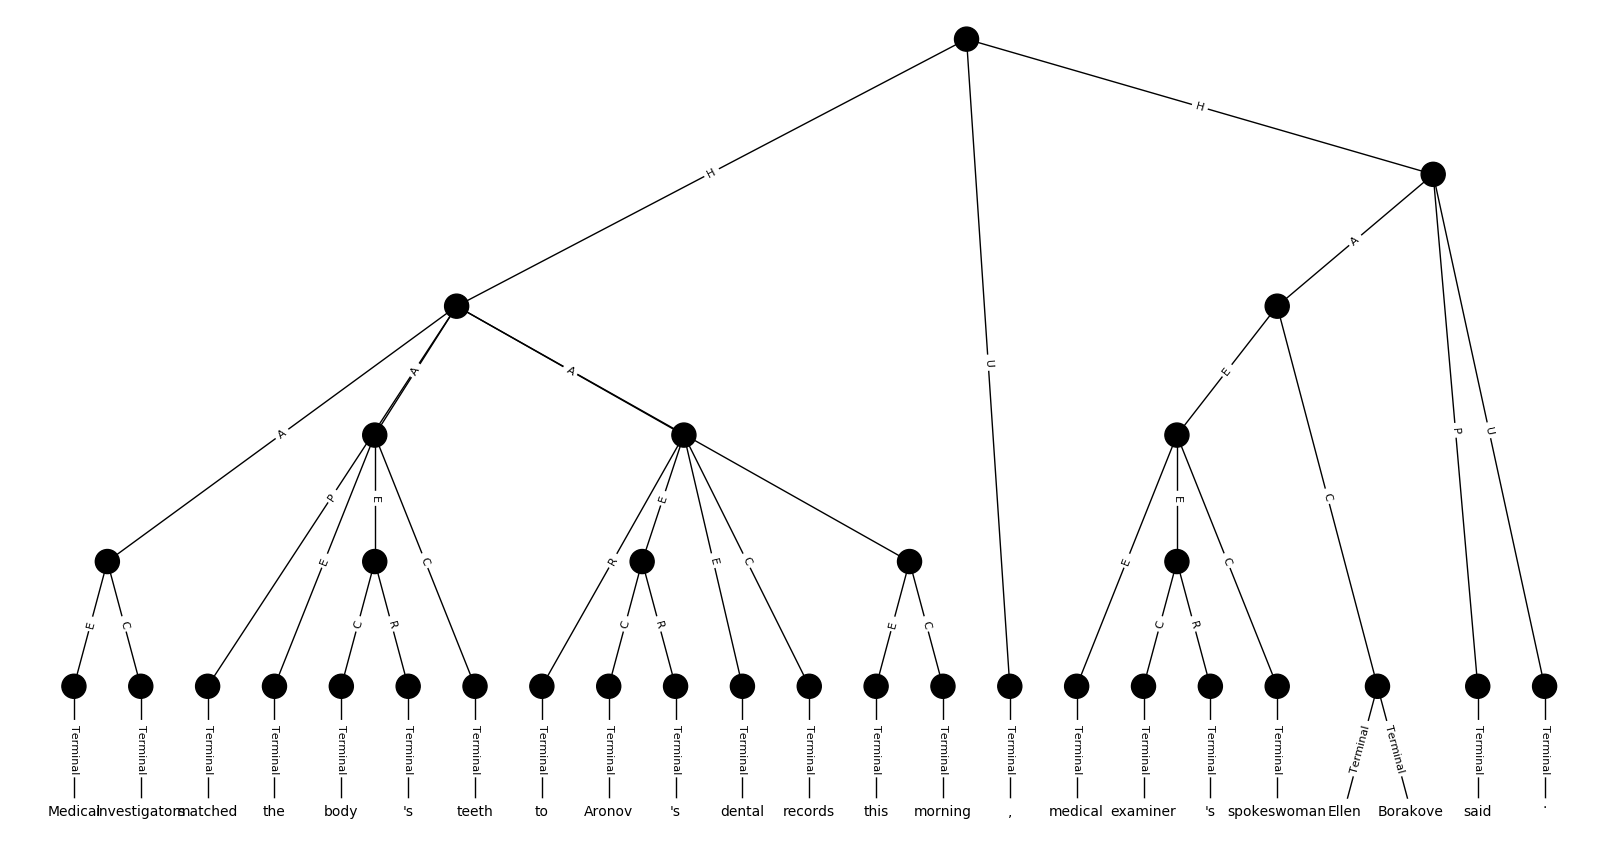 H
H
A
A
A
A
U
E
P
U
P
E
E
C
R
E
E
C
E
E
C
C
E
C
C
R
C
R
E
C
C
R
Terminal Terminal Terminal Terminal Terminal Terminal Terminal Terminal Terminal Terminal Terminal Terminal Terminal Terminal Terminal Terminal Terminal Terminal Terminal Terminal Terminal Terminal Terminal
Medical investigators matched the body 's teeth to Aronov 's dental records this morning , medical examiner 's spokeswoman Ellen Borakove said .